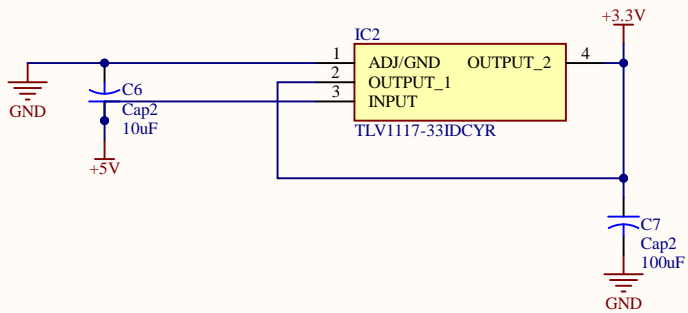 +3.3V
IC2
1 ADJ/GND OUTPUT_2 4
2 OUTPUT_1
3 INPUT
TLV1117-33IDCYR
GND
C6
Cap2
10uF
+5V
C7
Cap2
100uF
GND